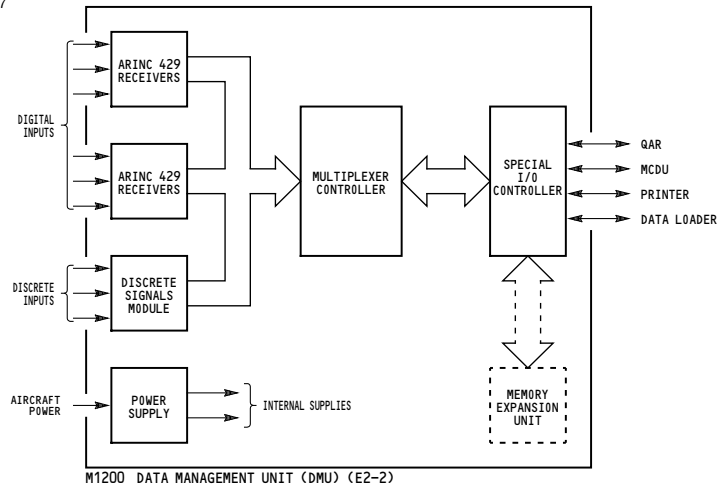 7
ARINC 429
RECEIVERS
DIGITAL
INPUTS
ARINC 429
RECEIVERS
MULTIPLEXER
CONTROLLER
SPECIAL
I/O
CONTROLLER
QAR
MCDU
PRINTER
DATA LOADER
DISCRETE
INPUTS
DISCRETE
SIGNALS
MODULE
AIRCRAFT
POWER
POWER
SUPPLY
INTERNAL SUPPLIES
MEMORY
EXPANSION
UNIT
M1200 DATA MANAGEMENT UNIT (DMU) (E2-2)